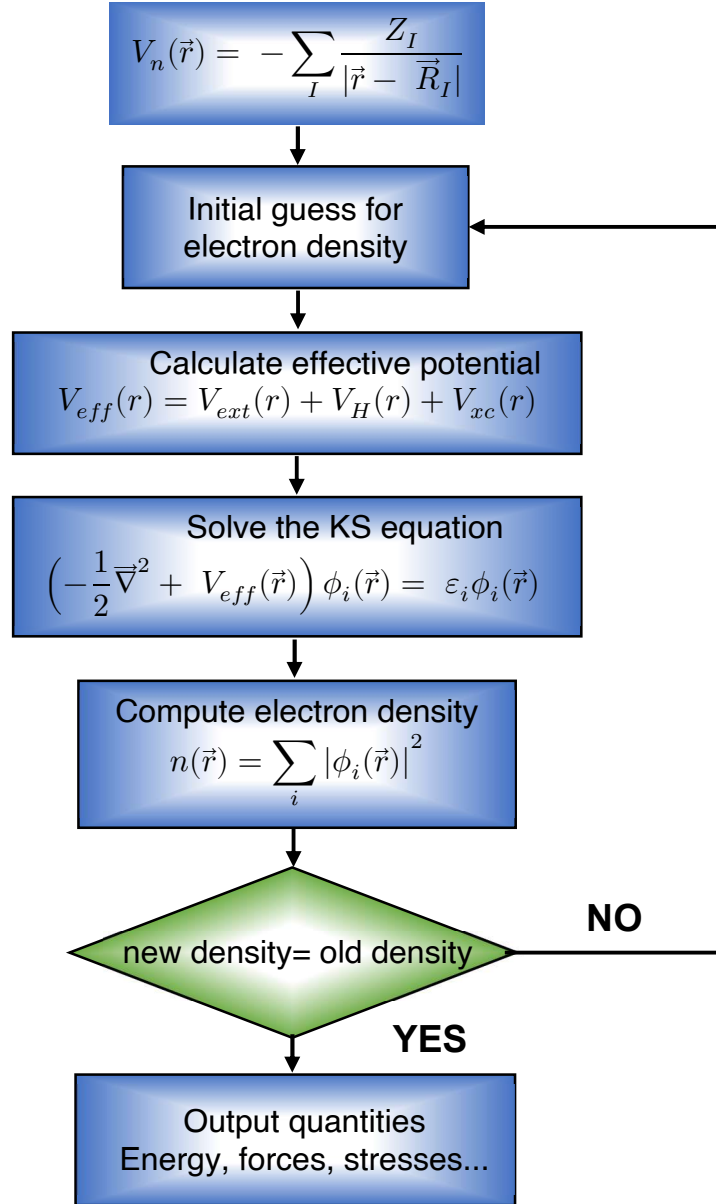 $V_n(\vec{r}) = -\sum_I \frac{Z_I}{|\vec{r} - \vec{R}_I|}$
Initial guess for
electron density
Calculate effective potential
$V_{eff}(r) = V_{ext}(r) + V_H(r) + V_{xc}(r)$
Solve the KS equation
$\left(-\frac{1}{2}\vec{\nabla}^2 + V_{eff}(\vec{r})\right)\phi_i(\vec{r}) = \varepsilon_i\phi_i(\vec{r})$
Compute electron density
$n(\vec{r}) = \sum_i |\phi_i(\vec{r})|^2$
NO
new density= old density
YES
Output quantities
Energy, forces, stresses...